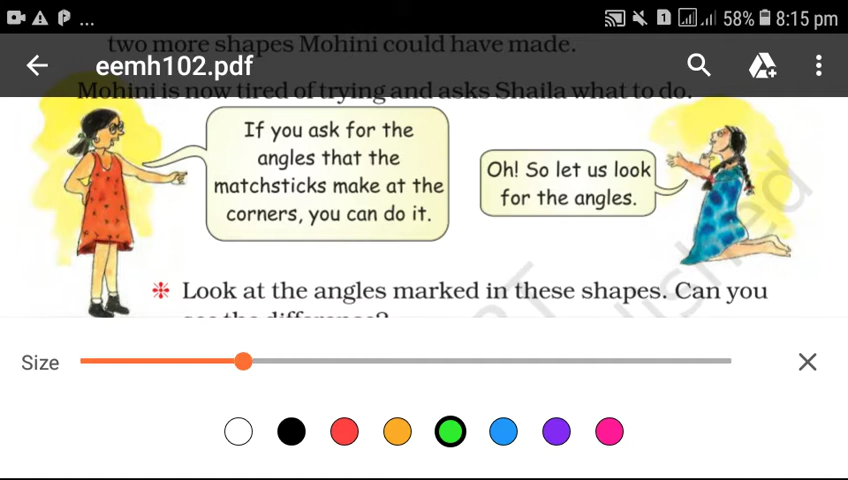 ... 58% 8:15 pm
two more shapes Mohini could have made.
eemh102.pdf
Mohini is now tired of trying and asks Shaila what to do.
If you ask for the
angles that the
matchsticks make at the
corners, you can do it.
Oh! So let us look
for the angles.
Look at the angles marked in these shapes. Can you
see the difference?
Size